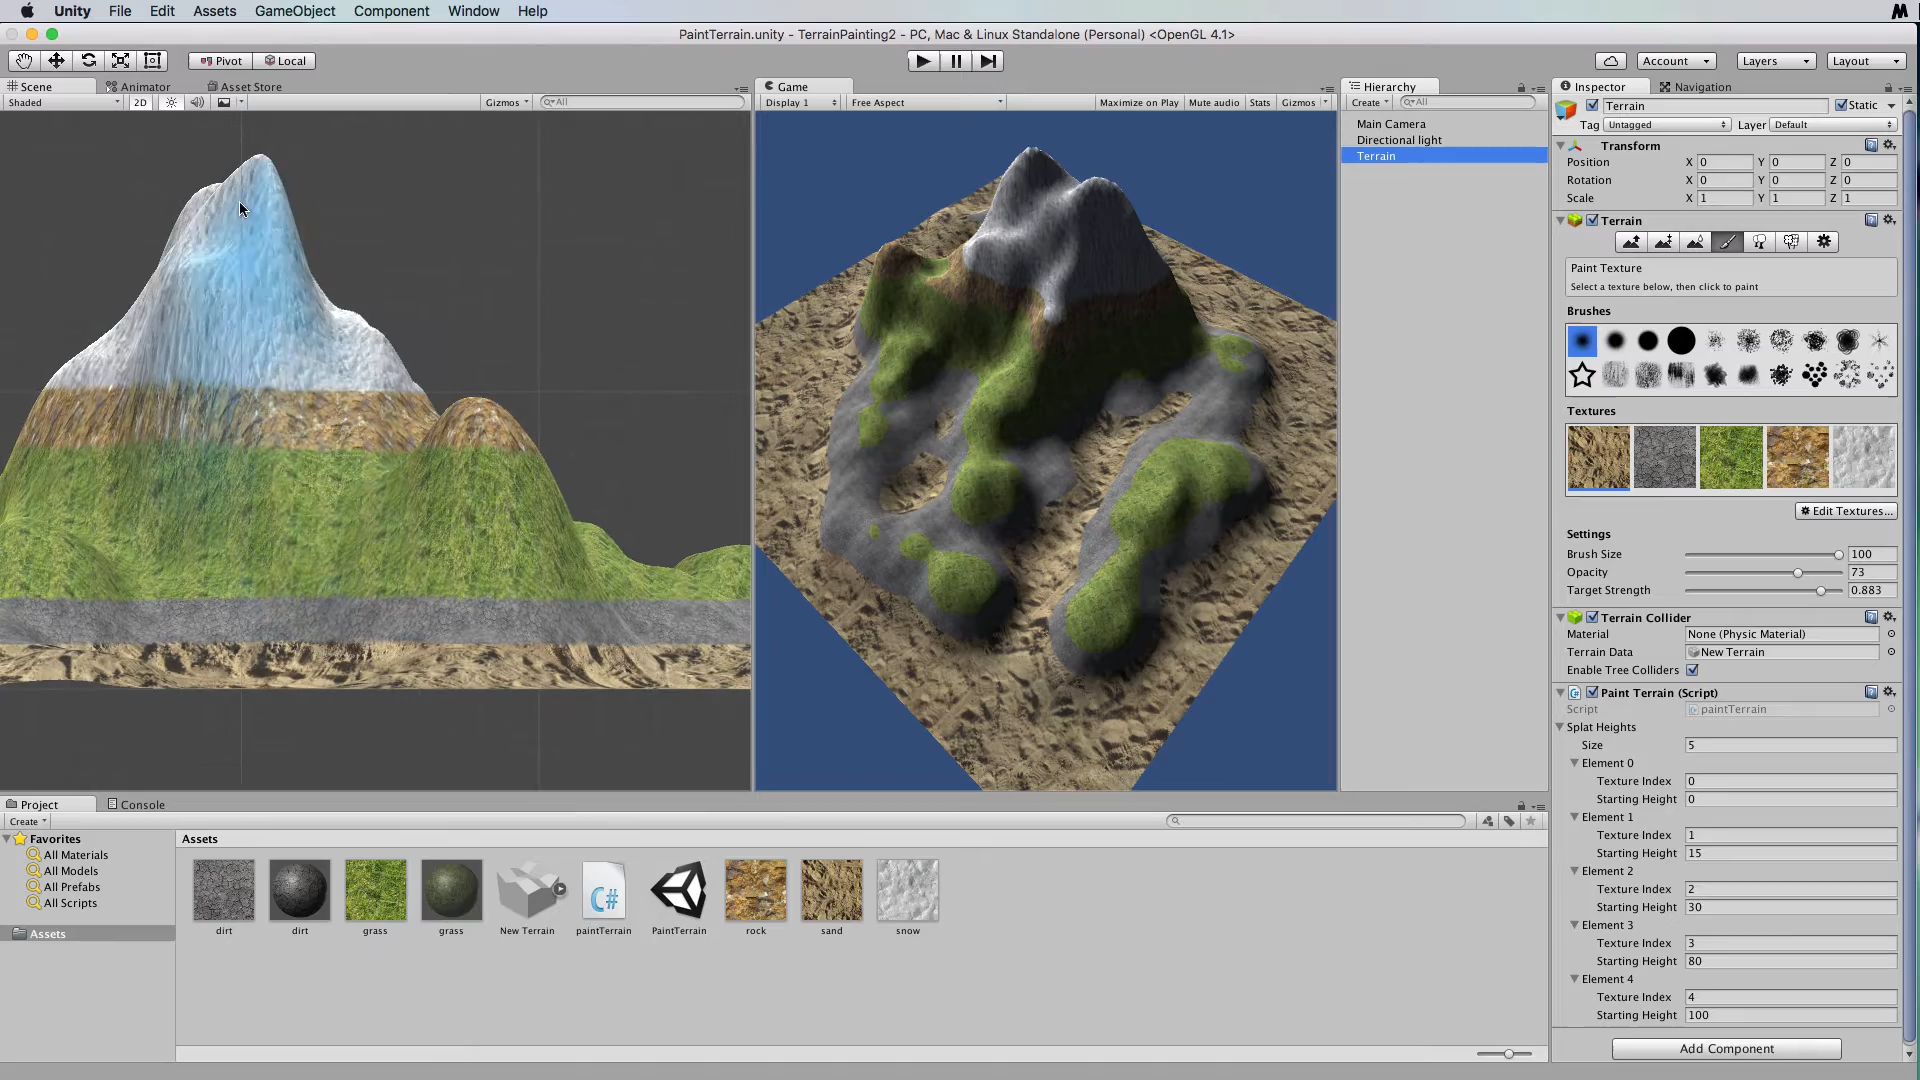 Unity File Edit Assets GameObject Component Window Help
PaintTerrain.unity - TerrainPainting2 - PC, Mac & Linux Standalone (Personal) <OpenGL 4.1>
Pivot Local Account Layers Layout
Scene Animator Asset Store
Shaded 2D Gizmos All
Game
Display 1 Free Aspect Maximize on Play Mute audio Stats Gizmos
Hierarchy
Create All
Main Camera
Directional light
Terrain
Inspector Navigation
Terrain Static
Tag Untagged Layer Default
Transform
Position X 0 Y 0 Z 0
Rotation X 0 Y 0 Z 0
Scale X 1 Y 1 Z 1
Terrain
Paint Texture
Select a texture below, then click to paint
Brushes
Textures
Edit Textures...
Settings
Brush Size 100
Opacity 73
Target Strength 0.883
Terrain Collider
Material None (Physic Material)
Terrain Data New Terrain
Enable Tree Colliders
Paint Terrain (Script)
Script paintTerrain
Splat Heights
Size 5
Element 0
Texture Index 0
Starting Height 0
Element 1
Texture Index 1
Starting Height 15
Element 2
Texture Index 2
Starting Height 30
Element 3
Texture Index 3
Starting Height 80
Element 4
Texture Index 4
Starting Height 100
Add Component
Project Console
Create
Favorites
All Materials
All Models
All Prefabs
All Scripts
Assets
Assets
C#
dirt dirt grass grass New Terrain paintTerrain PaintTerrain rock sand snow